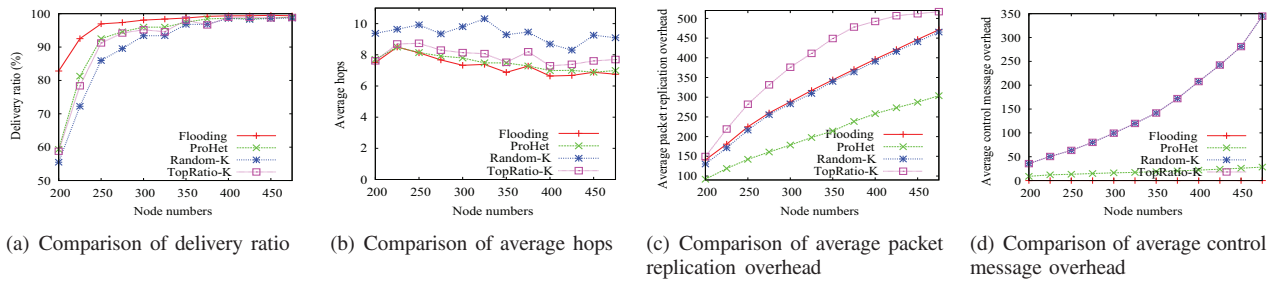 100
90
80
70
60
50
Delivery ratio (%)
Flooding
ProHet
Random-K
TopRatio-K
200 250 300 350 400 450
Node numbers
(a) Comparison of delivery ratio
10
8
6
4
2
0
Average hops
Flooding
ProHet
Random-K
TopRatio-K
200 250 300 350 400 450
Node numbers
(b) Comparison of average hops
500
450
400
350
300
250
200
150
100
Average packet replication overhead
Flooding
ProHet
Random-K
TopRatio-K
200 250 300 350 400 450
Node numbers
(c) Comparison of average packet
replication overhead
350
300
250
200
150
100
50
0
Average control message overhead
Flooding
ProHet
Random-K
TopRatio-K
200 250 300 350 400 450
Node numbers
(d) Comparison of average control
message overhead